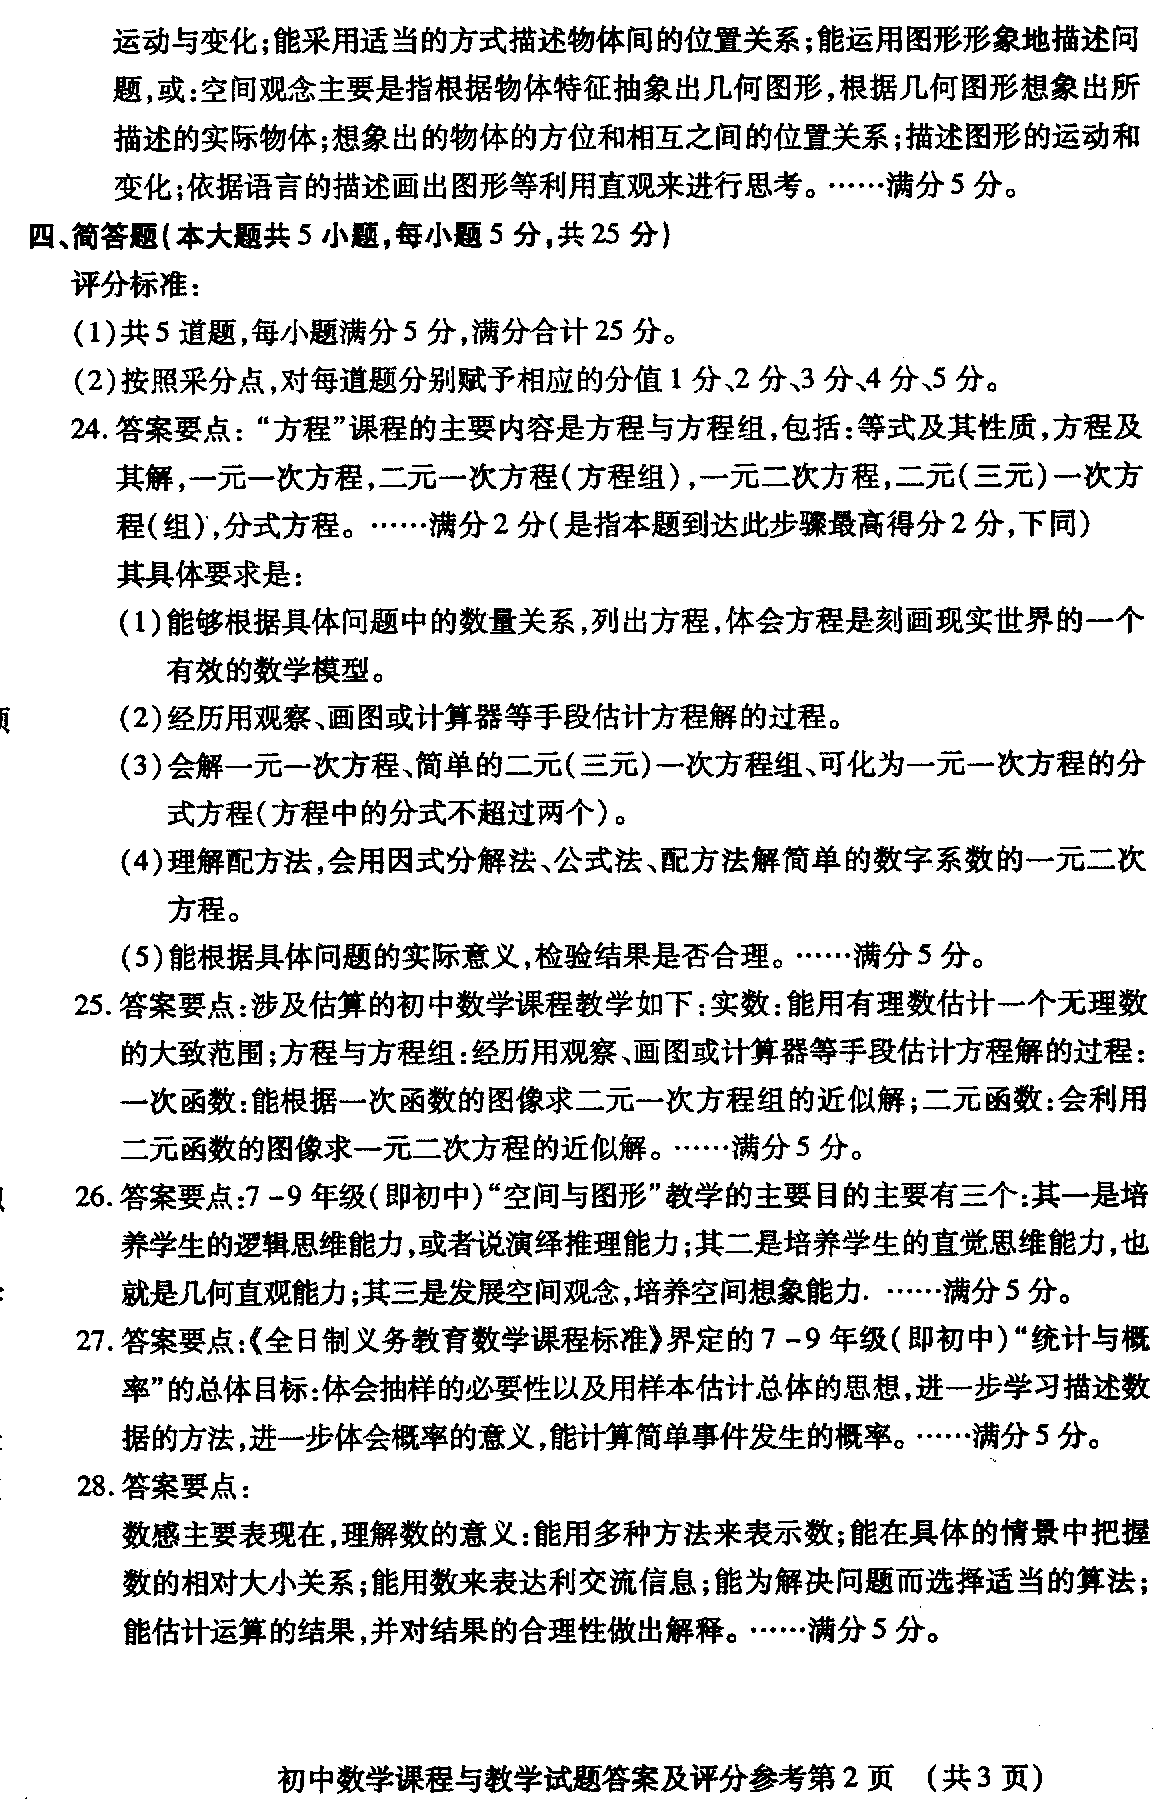 运动与变化;能采用适当的方式描述物体间的位置关系;能运用图形形象地描述问
题,或:空间观念主要是指根据物体特征抽象出几何图形,根据几何图形想象出所
描述的实际物体;想象出的物体的方位和相互之间的位置关系;描述图形的运动和
变化;依据语言的描述画出图形等利用直观来进行思考。……满分5分。
四、简答题(本大题共5小题,每小题5分,共25分)
评分标准:
(1)共5道题,每小题满分5分,满分合计25分。
(2)按照采分点,对每道题分别赋予相应的分值1分、2分、3分、4分、5分。
24.答案要点:“方程”课程的主要内容是方程与方程组,包括:等式及其性质,方程及
其解,一元一次方程,二元一次方程(方程组),一元二次方程,二元(三元)一次方
程(组),分式方程。……满分2分(是指本题到达此步骤最高得分2分,下同)
其具体要求是:
(1)能够根据具体问题中的数量关系,列出方程,体会方程是刻画现实世界的一个
有效的数学模型。
(2)经历用观察、画图或计算器等手段估计方程解的过程。
(3)会解一元一次方程、简单的二元(三元)一次方程组、可化为一元一次方程的分
式方程(方程中的分式不超过两个)。
(4)理解配方法,会用因式分解法、公式法、配方法解简单的数字系数的一元二次
方程。
(5)能根据具体问题的实际意义,检验结果是否合理。……满分5分。
25.答案要点:涉及估算的初中数学课程教学如下:实数:能用有理数估计一个无理数
的大致范围;方程与方程组:经历用观察、画图或计算器等手段估计方程解的过程:
一次函数:能根据一次函数的图像求二元一次方程组的近似解;二元函数:会利用
二元函数的图像求一元二次方程的近似解。……满分5分。
26.答案要点:7-9年级(即初中)“空间与图形”教学的主要目的主要有三个:其一是培
养学生的逻辑思维能力,或者说演绎推理能力;其二是培养学生的直觉思维能力,也
就是几何直观能力;其三是发展空间观念,培养空间想象能力. ……满分5分。
27.答案要点:《全日制义务教育数学课程标准》界定的7-9年级(即初中)“统计与概
率”的总体目标:体会抽样的必要性以及用样本估计总体的思想,进一步学习描述数
据的方法,进一步体会概率的意义,能计算简单事件发生的概率。……满分5分。
28.答案要点:
数感主要表现在,理解数的意义:能用多种方法来表示数;能在具体的情景中把握
数的相对大小关系;能用数来表达利交流信息;能为解决问题而选择适当的算法;
能估计运算的结果,并对结果的合理性做出解释。……满分5分。
初中数学课程与教学试题答案及评分参考第2页 (共3页)